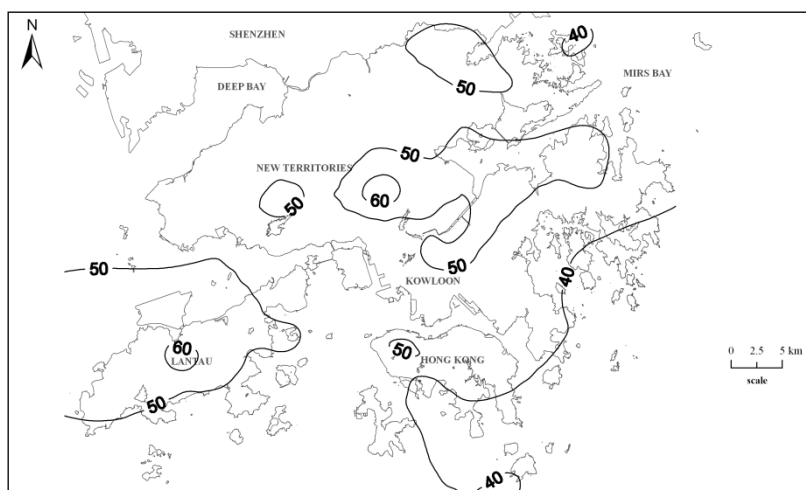 N
SHENZHEN
40
50
DEEP BAY
MIRS BAY
50
NEW TERRITORIES
60
50
50
50
40
KOWLOON
60
LANTAU
50
HONG KONG
0 2.5 5 km
scale
50
40